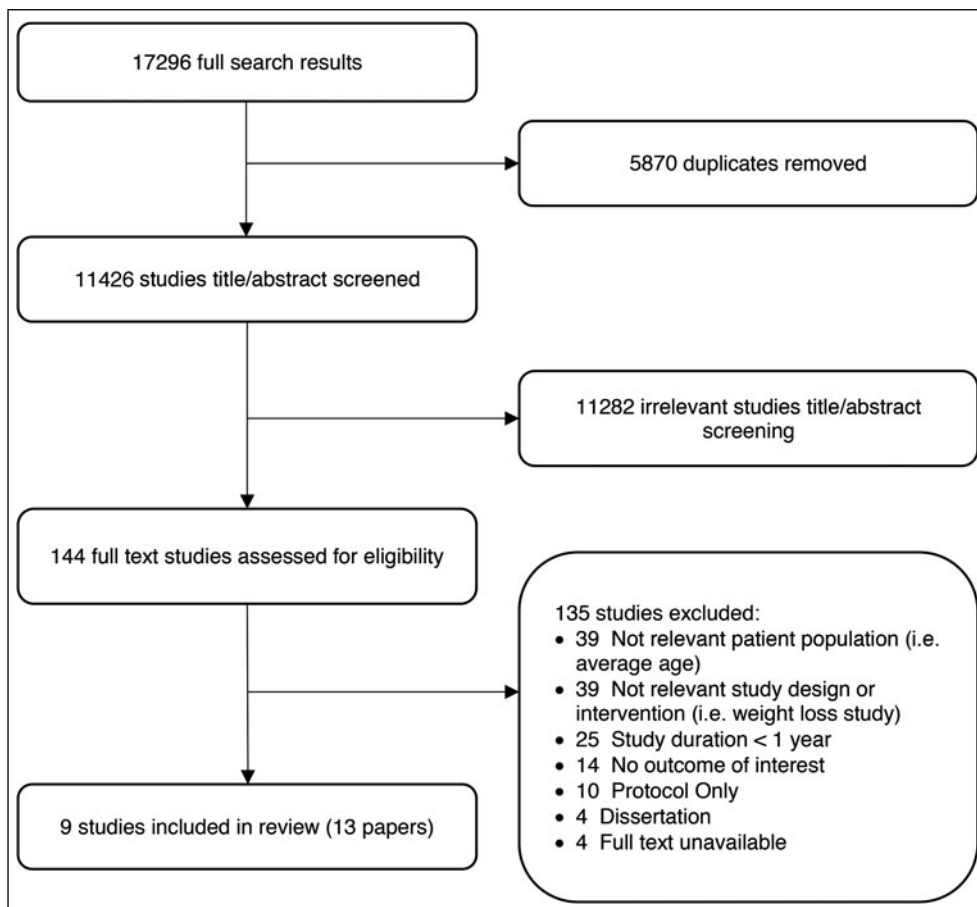 17296 full search results
5870 duplicates removed
11426 studies title/abstract screened
11282 irrelevant studies title/abstract
screening
144 full text studies assessed for eligibility
135 studies excluded:
• 39 Not relevant patient population (i.e.
average age)
• 39 Not relevant study design or
intervention (i.e. weight loss study)
• 25 Study duration < 1 year
• 14 No outcome of interest
• 10 Protocol Only
• 4 Dissertation
• 4 Full text unavailable
9 studies included in review (13 papers)